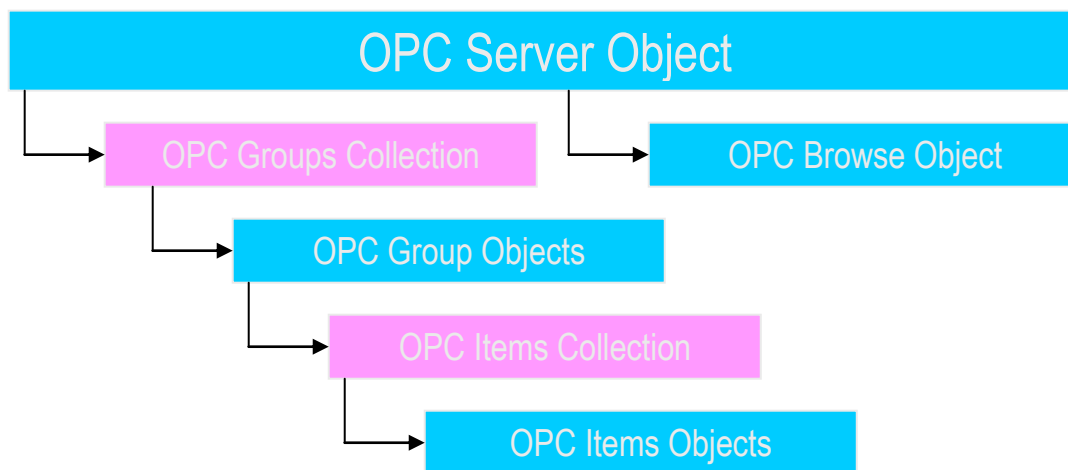 OPC Server Object
OPC Groups Collection
OPC Browse Object
OPC Group Objects
OPC Items Collection
OPC Items Objects